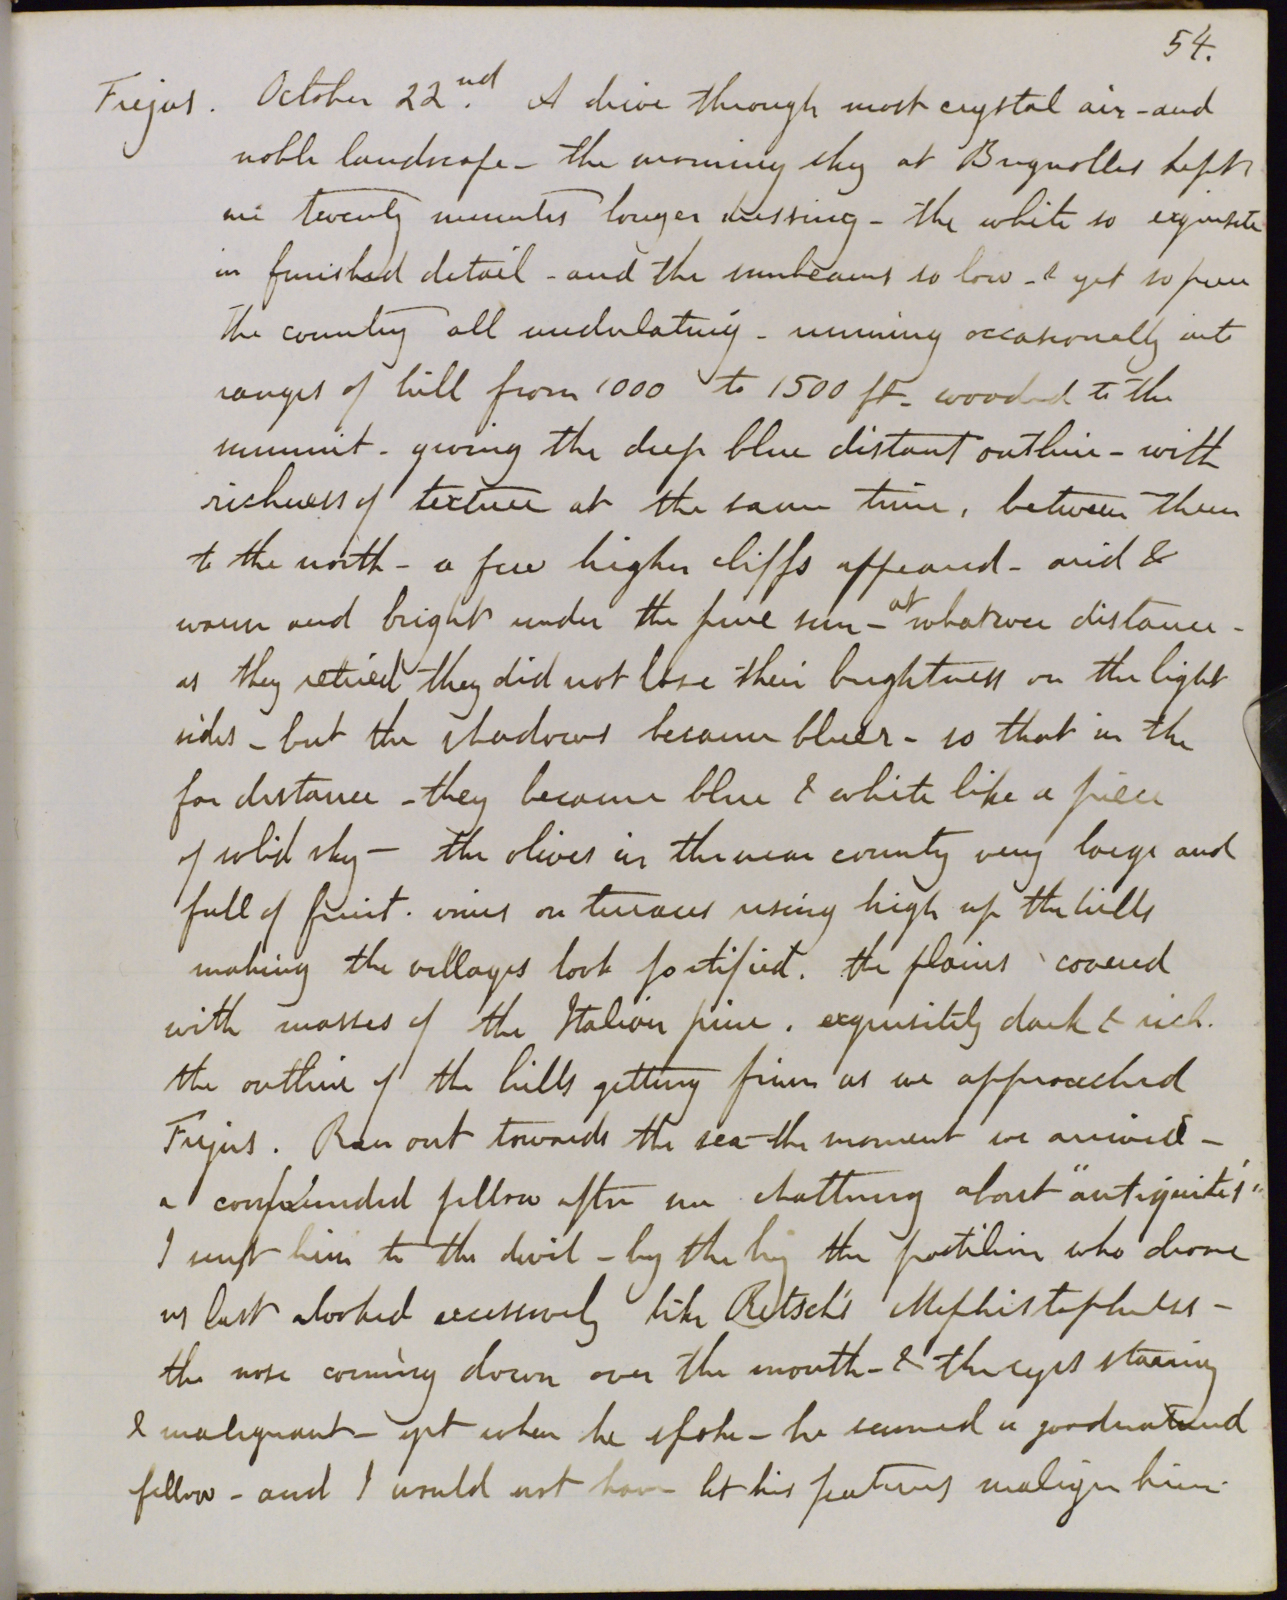 54.
Frejus. October 22nd. A drive through most crystal air - and
noble landscape - the morning sky at Brignolles kept
me twenty minutes longer dressing - the white so exquisite
in finished detail - and the sunbeams so low - & yet so pure
the country all undulating - running occasionally into
ranges of hill from 1000 to 1500 ft - wooded to the
summit - giving the deep blue distant outline - with
richness of texture at the same time, between them
to the north - a few higher cliffs appeared - arid &
warm and bright under the pure sun - at whatever distance -
as they retired they did not lose their brightness on the light
sides - but the shadows became bluer - so that in the
far distance - they became blue & white like a piece
of solid sky - the olives in the near country very large and
full of fruit. vines on terraces rising high up the hills
making the villages look fortified. the plains covered
with masses of the Italian pine. exquisitely dark & rich.
the outline of the hills getting finer as we approached
Frejus. Ran out towards the sea the moment we arrived -
a confounded fellow after me chattering about "antiquités"
I sent him to the devil - by the by the postilion who drove
us last looked excessively like Retsch's Mephistopheles -
the nose coming down over the mouth - & the eyes staring
& malignant - yet when he spoke - he seemed a goodnatured
fellow - and I would not have let his features malign him.